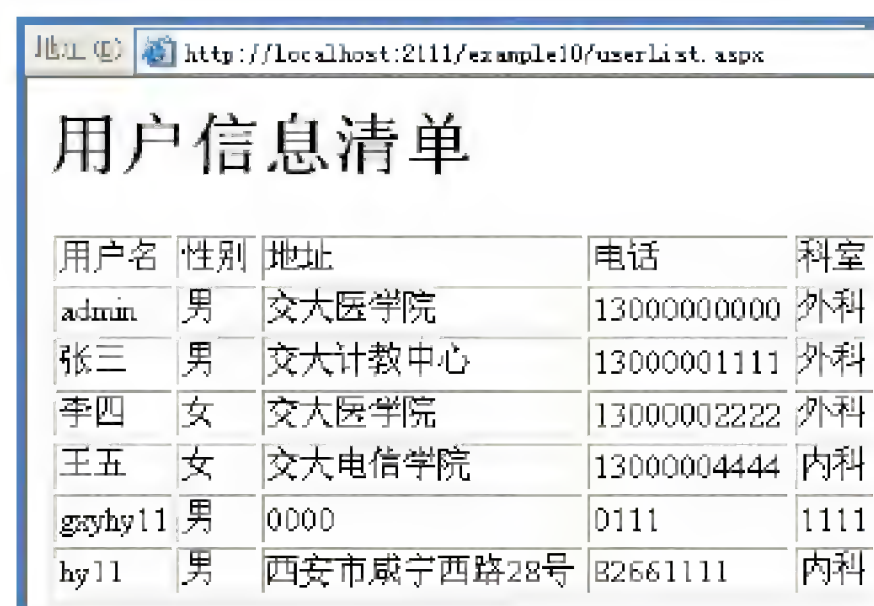 地址(D) http://localhost:2111/example10/userList.aspx
用户信息清单
用户名 性别 地址 电话 科室
admin 男 交大医学院 13000000000 外科
张三 男 交大计教中心 13000001111 外科
李四 女 交大医学院 13000002222 外科
王五 女 交大电信学院 13000004444 内科
gxyhy11 男 0000 0111 1111
hy11 男 西安市咸宁西路28号 82661111 内科